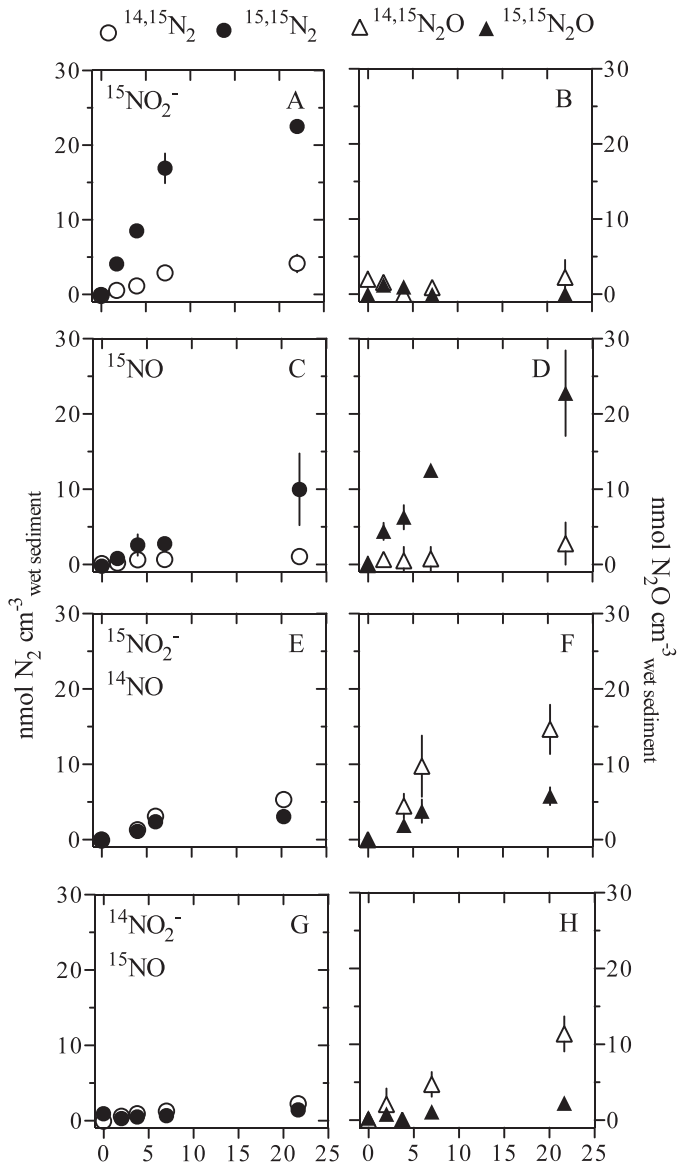 ○ ¹⁴,¹⁵N₂ ● ¹⁵,¹⁵N₂ △ ¹⁴,¹⁵N₂O ▲ ¹⁵,¹⁵N₂O
30 30
¹⁵NO₂⁻ A B
20 20
10 10
0 0
30 30
¹⁵NO C D
20 20
10 10
0 0
30 30
¹⁵NO₂⁻ E F
¹⁴NO
20 20
10 10
0 0
30 30
¹⁴NO₂⁻ G H
¹⁵NO
20 20
10 10
0 0
0 5 10 15 20 25 0 5 10 15 20 25
nmol N₂ cm⁻³ wet sediment
nmol N₂O cm⁻³ wet sediment